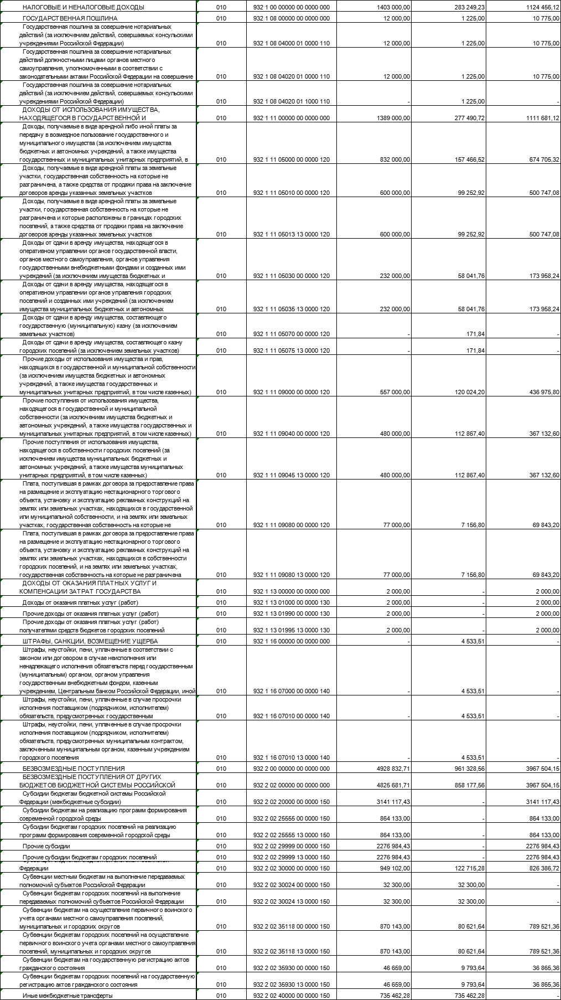 НАЛОГОВЫЕ И НЕНАЛОГОВЫЕ ДОХОДЫ 010 932 1 00 00000 00 0000 000 1403 000,00 283 249,23 1124 456,12
ГОСУДАРСТВЕННАЯ ПОШЛИНА 010 932 1 08 00000 00 0000 000 12 000,00 1 225,00 10 775,00
Государственная пошлина за совершение нотариальных
действий (за исключением действий, совершаемых консульскими
учреждениями Российской Федерации) 010 932 1 08 04000 01 0000 110 12 000,00 1 225,00 10 775,00
Государственная пошлина за совершение нотариальных
действий должностными лицами органов местного
самоуправления, уполномоченными в соответствии с
законодательными актами Российской Федерации на совершение 010 932 1 08 04020 01 0000 110 12 000,00 1 225,00 10 775,00
Государственная пошлина за совершение нотариальных
действий (за исключением действий, совершаемых консульскими
учреждениями Российской Федерации) 010 932 1 08 04020 01 1000 110 - 1 225,00 -
ДОХОДЫ ОТ ИСПОЛЬЗОВАНИЯ ИМУЩЕСТВА,
НАХОДЯЩЕГОСЯ В ГОСУДАРСТВЕННОЙ И 010 932 1 11 00000 00 0000 000 1389 000,00 277 490,72 1111 681,12
Доходы, получаемые в виде арендной либо иной платы за
передачу в возмездное пользование государственного и
муниципального имущества (за исключением имущества
бюджетных и автономных учреждений, а также имущества
государственных и муниципальных унитарных предприятий, в 010 932 1 11 05000 00 0000 120 832 000,00 157 466,52 674 705,32
Доходы, получаемые в виде арендной платы за земельные
участки, государственная собственность на которые не
разграничена, а также средства от продажи права на заключение
договоров аренды указанных земельных участков 010 932 1 11 05010 00 0000 120 600 000,00 99 252,92 500 747,08
Доходы, получаемые в виде арендной платы за земельные
участки, государственная собственность на которые не
разграничена и которые расположены в границах городских
поселений, а также средства от продажи права на заключение
договоров аренды указанных земельных участков 010 932 1 11 05013 13 0000 120 600 000,00 99 252,92 500 747,08
Доходы от сдачи в аренду имущества, находящегося в
оперативном управлении органов государственной власти,
органов местного самоуправления, органов управления
государственными внебюджетными фондами и созданных ими
учреждений (за исключением имущества бюджетных и 010 932 1 11 05030 00 0000 120 232 000,00 58 041,76 173 958,24
Доходы от сдачи в аренду имущества, находящегося в
оперативном управлении органов управления городских
поселений и созданных ими учреждений (за исключением
имущества муниципальных бюджетных и автономных 010 932 1 11 05035 13 0000 120 232 000,00 58 041,76 173 958,24
Доходы от сдачи в аренду имущества, составляющего
государственную (муниципальную) казну (за исключением
земельных участков) 010 932 1 11 05070 00 0000 120 - 171,84 -
Доходы от сдачи в аренду имущества, составляющего казну
городских поселений (за исключением земельных участков) 010 932 1 11 05075 13 0000 120 - 171,84 -
Прочие доходы от использования имущества и прав,
находящихся в государственной и муниципальной собственности
(за исключением имущества бюджетных и автономных
учреждений, а также имущества государственных и
муниципальных унитарных предприятий, в том числе казенных) 010 932 1 11 09000 00 0000 120 557 000,00 120 024,20 436 975,80
Прочие поступления от использования имущества,
находящегося в государственной и муниципальной
собственности (за исключением имущества бюджетных и
автономных учреждений, а также имущества государственных и
муниципальных унитарных предприятий, в том числе казенных) 010 932 1 11 09040 00 0000 120 480 000,00 112 867,40 367 132,60
Прочие поступления от использования имущества,
находящегося в собственности городских поселений (за
исключением имущества муниципальных бюджетных и
автономных учреждений, а также имущества муниципальных
унитарных предприятий, в том числе казенных) 010 932 1 11 09045 13 0000 120 480 000,00 112 867,40 367 132,60
Плата, поступившая в рамках договора за предоставление права
на размещение и эксплуатацию нестационарного торгового
объекта, установку и эксплуатацию рекламных конструкций на
землях или земельных участках, находящихся в государственной
или муниципальной собственности, и на землях или земельных
участках, государственная собственность на которые не 010 932 1 11 09080 00 0000 120 77 000,00 7 156,80 69 843,20
Плата, поступившая в рамках договора за предоставление права
на размещение и эксплуатацию нестационарного торгового
объекта, установку и эксплуатацию рекламных конструкций на
землях или земельных участках, находящихся в собственности
городских поселений, и на землях или земельных участках,
государственная собственность на которые не разграничена 010 932 1 11 09080 13 0000 120 77 000,00 7 156,80 69 843,20
ДОХОДЫ ОТ ОКАЗАНИЯ ПЛАТНЫХ УСЛУГ И
КОМПЕНСАЦИИ ЗАТРАТ ГОСУДАРСТВА 010 932 1 13 00000 00 0000 000 2 000,00 - 2 000,00
Доходы от оказания платных услуг (работ) 010 932 1 13 01000 00 0000 130 2 000,00 - 2 000,00
Прочие доходы от оказания платных услуг (работ) 010 932 1 13 01990 00 0000 130 2 000,00 - 2 000,00
Прочие доходы от оказания платных услуг (работ)
получателями средств бюджетов городских поселений 010 932 1 13 01995 13 0000 130 2 000,00 - 2 000,00
ШТРАФЫ, САНКЦИИ, ВОЗМЕЩЕНИЕ УЩЕРБА 010 932 1 16 00000 00 0000 000 - 4 533,51 -
Штрафы, неустойки, пени, уплаченные в соответствии с
законом или договором в случае неисполнения или
ненадлежащего исполнения обязательств перед государственным
(муниципальным) органом, органом управления
государственным внебюджетным фондом, казенным
учреждением, Центральным банком Российской Федерации, иной 010 932 1 16 07000 00 0000 140 - 4 533,51 -
Штрафы, неустойки, пени, уплаченные в случае просрочки
исполнения поставщиком (подрядчиком, исполнителем)
обязательств, предусмотренных государственным 010 932 1 16 07010 00 0000 140 - 4 533,51 -
Штрафы, неустойки, пени, уплаченные в случае просрочки
исполнения поставщиком (подрядчиком, исполнителем)
обязательств, предусмотренных муниципальным контрактом,
заключенным муниципальным органом, казенным учреждением
городского поселения 010 932 1 16 07010 13 0000 140 - 4 533,51 -
БЕЗВОЗМЕЗДНЫЕ ПОСТУПЛЕНИЯ 010 932 2 00 00000 00 0000 000 4928 832,71 961 328,56 3967 504,15
БЕЗВОЗМЕЗДНЫЕ ПОСТУПЛЕНИЯ ОТ ДРУГИХ
БЮДЖЕТОВ БЮДЖЕТНОЙ СИСТЕМЫ РОССИЙСКОЙ 010 932 2 02 00000 00 0000 000 4825 681,71 858 177,56 3967 504,15
Субсидии бюджетам бюджетной системы Российской
Федерации (межбюджетные субсидии) 010 932 2 02 20000 00 0000 150 3141 117,43 - 3141 117,43
Субсидии бюджетам на реализацию программ формирования
современной городской среды 010 932 2 02 25555 00 0000 150 864 133,00 - 864 133,00
Субсидии бюджетам городских поселений на реализацию
программ формирования современной городской среды 010 932 2 02 25555 13 0000 150 864 133,00 - 864 133,00
Прочие субсидии 010 932 2 02 29999 00 0000 150 2276 984,43 - 2276 984,43
Прочие субсидии бюджетам городских поселений 010 932 2 02 29999 13 0000 150 2276 984,43 - 2276 984,43
Федерации 010 932 2 02 30000 00 0000 150 949 102,00 122 715,28 826 386,72
Субвенции местным бюджетам на выполнение передаваемых
полномочий субъектов Российской Федерации 010 932 2 02 30024 00 0000 150 32 300,00 32 300,00 -
Субвенции бюджетам городских поселений на выполнение
передаваемых полномочий субъектов Российской Федерации 010 932 2 02 30024 13 0000 150 32 300,00 32 300,00 -
Субвенции бюджетам на осуществление первичного воинского
учета органами местного самоуправления поселений,
муниципальных и городских округов 010 932 2 02 35118 00 0000 150 870 143,00 80 621,64 789 521,36
Субвенции бюджетам городских поселений на осуществление
первичного воинского учета органами местного самоуправления
поселений, муниципальных и городских округов 010 932 2 02 35118 13 0000 150 870 143,00 80 621,64 789 521,36
Субвенции бюджетам на государственную регистрацию актов
гражданского состояния 010 932 2 02 35930 00 0000 150 46 659,00 9 793,64 36 865,36
Субвенции бюджетам городских поселений на государственную
регистрацию актов гражданского состояния 010 932 2 02 35930 13 0000 150 46 659,00 9 793,64 36 865,36
Иные межбюджетные трансферты 010 932 2 02 40000 00 0000 150 735 462,28 735 462,28 -